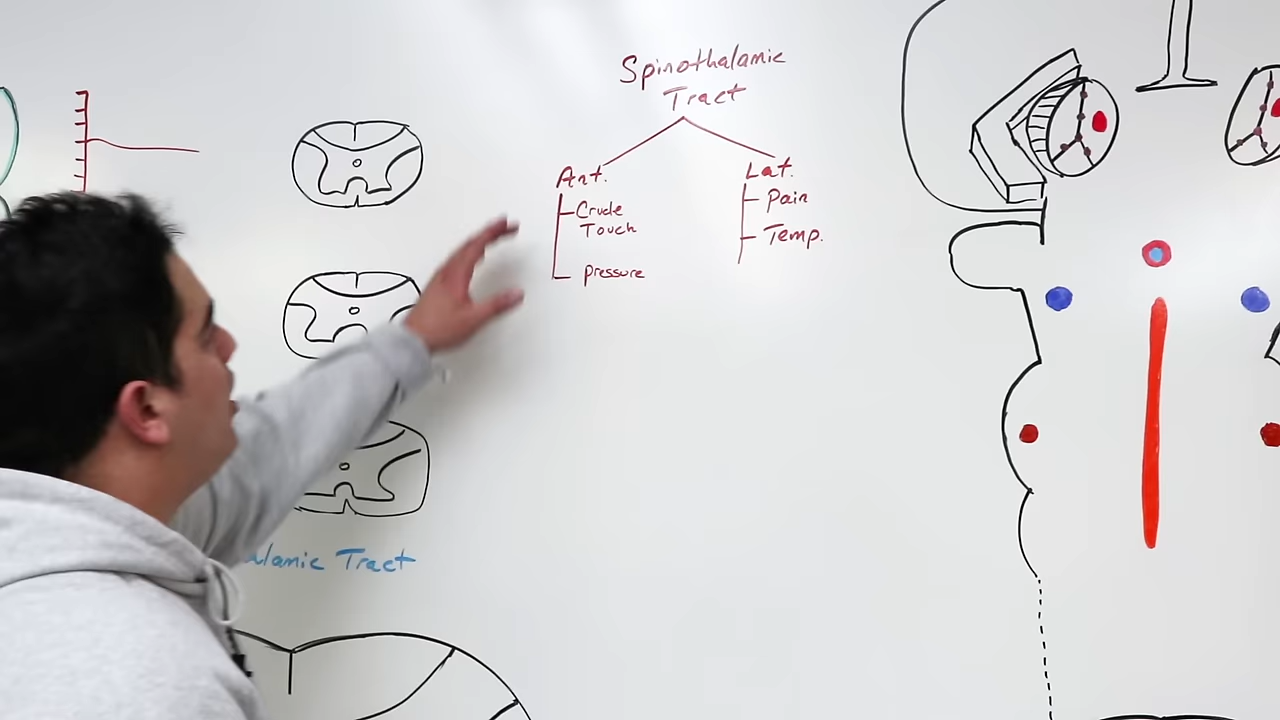 Spinothalamic
Tract
Ant.
Crude
Touch
Pressure
Lat.
Pain
Temp.
Tract